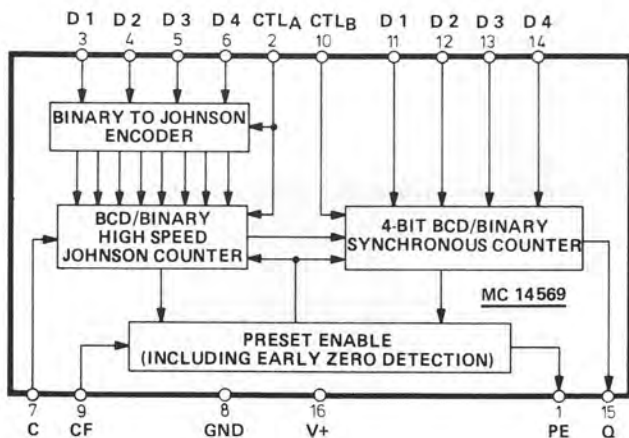 D 1 D 2 D 3 D 4 CTLA CTLB D 1 D 2 D 3 D 4
3 4 5 6 2 10 11 12 13 14
BINARY TO JOHNSON
ENCODER
BCD/BINARY
HIGH SPEED
JOHNSON COUNTER
4-BIT BCD/BINARY
SYNCHRONOUS COUNTER
MC 14569
PRESET ENABLE
(INCLUDING EARLY ZERO DETECTION)
7 9 8 16 1 15
C CF GND V+ PE Q